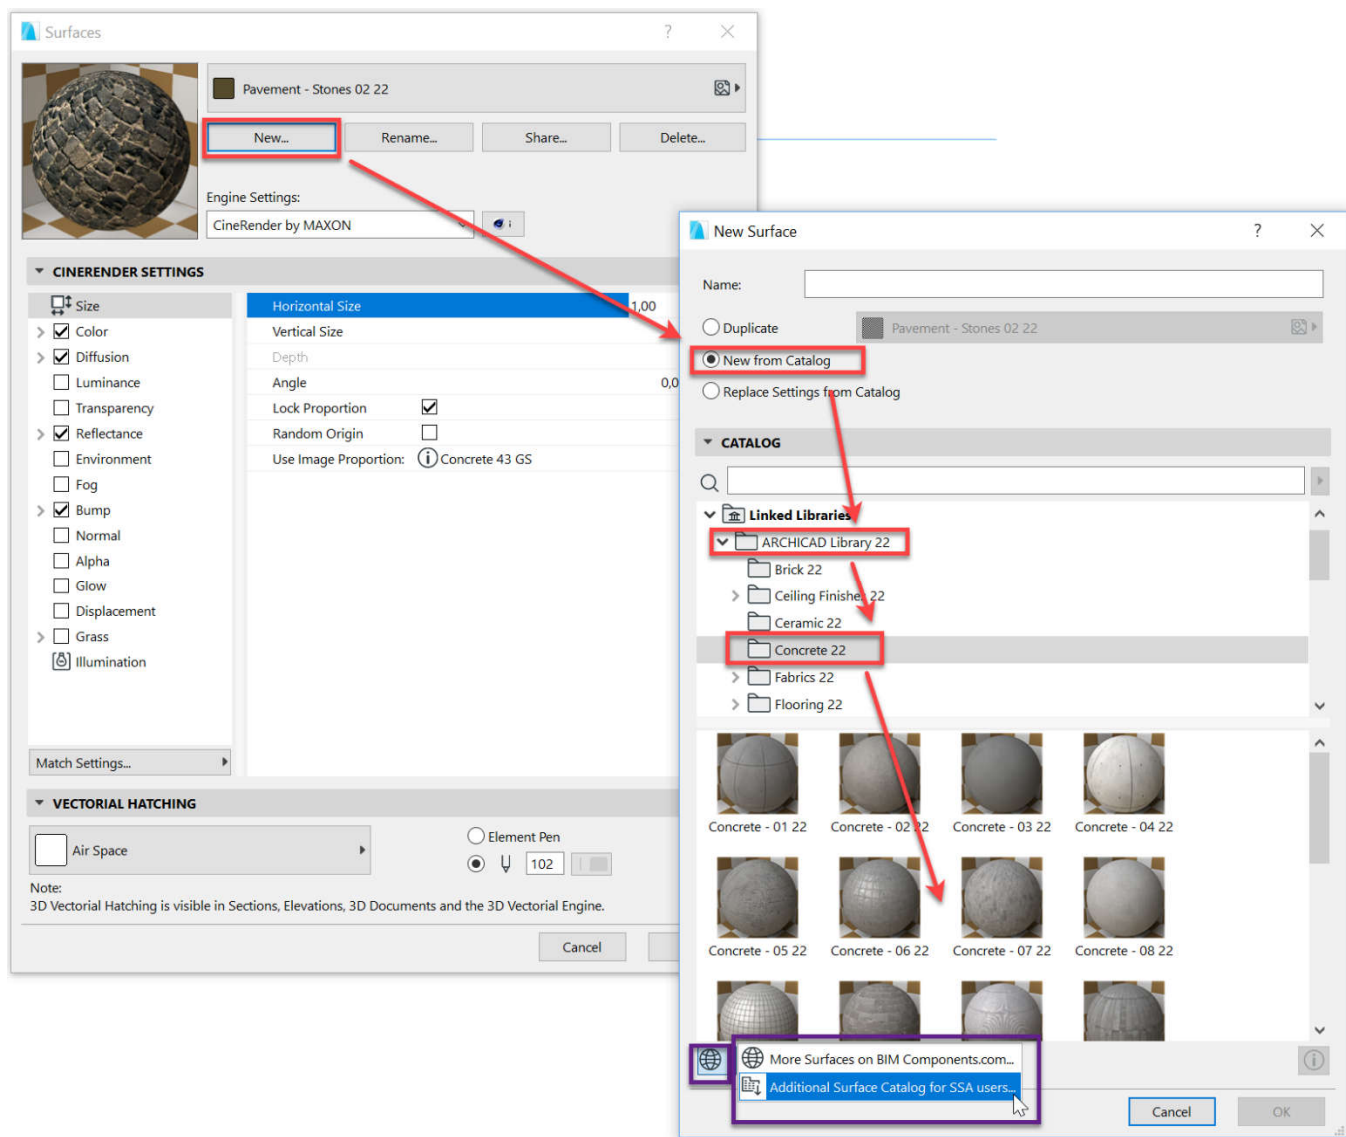 Surfaces
?
Pavement - Stones 02 22
New...
Rename...
Share...
Delete...
Engine Settings:
CineRender by MAXON
CINERENDER SETTINGS
Size
Color
Diffusion
Luminance
Transparency
Reflectance
Environment
Fog
Bump
Normal
Alpha
Glow
Displacement
Grass
Illumination
Match Settings...
Horizontal Size 1,00
Vertical Size
Depth
Angle 0,0
Lock Proportion
Random Origin
Use Image Proportion: Concrete 43 GS
VECTORIAL HATCHING
Air Space
Element Pen
102
Note:
3D Vectorial Hatching is visible in Sections, Elevations, 3D Documents and the 3D Vectorial Engine.
Cancel
New Surface
?
Name:
Duplicate
Pavement - Stones 02 22
New from Catalog
Replace Settings from Catalog
CATALOG
Linked Libraries
ARCHICAD Library 22
Brick 22
Ceiling Finishes 22
Ceramic 22
Concrete 22
Fabrics 22
Flooring 22
Concrete - 01 22 Concrete - 02 22 Concrete - 03 22 Concrete - 04 22
Concrete - 05 22 Concrete - 06 22 Concrete - 07 22 Concrete - 08 22
More Surfaces on BIM Components.com...
Additional Surface Catalog for SSA users...
Cancel
OK